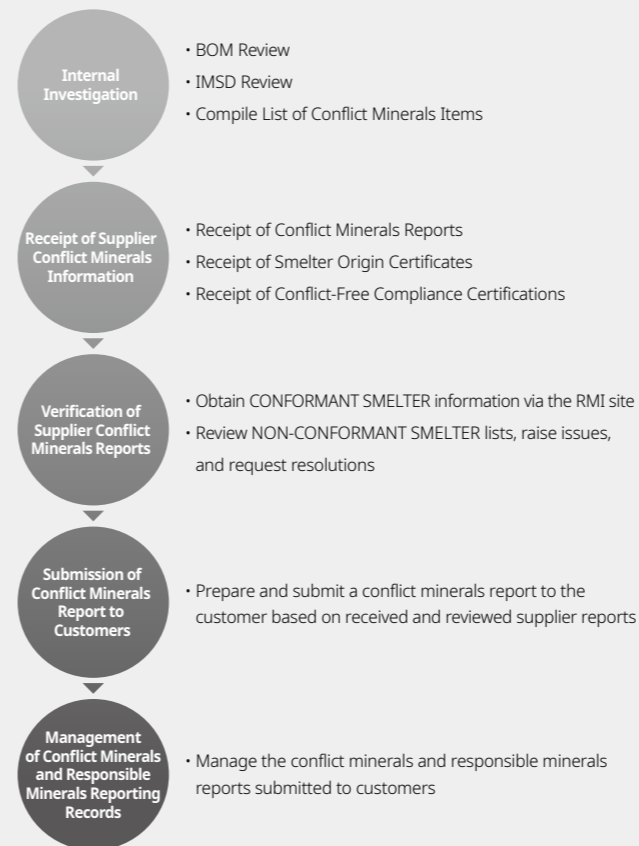 Internal
Investigation
• BOM Review
• IMSD Review
• Compile List of Conflict Minerals Items
Receipt of Supplier
Conflict Minerals
Information
• Receipt of Conflict Minerals Reports
• Receipt of Smelter Origin Certificates
• Receipt of Conflict-Free Compliance Certifications
Verification of
Supplier Conflict
Minerals Reports
• Obtain CONFORMANT SMELTER information via the RMI site
• Review NON-CONFORMANT SMELTER lists, raise issues,
and request resolutions
Submission of
Conflict Minerals
Report to
Customers
• Prepare and submit a conflict minerals report to the
customer based on received and reviewed supplier reports
Management
of Conflict Minerals
and Responsible
Minerals Reporting
Records
• Manage the conflict minerals and responsible minerals
reports submitted to customers